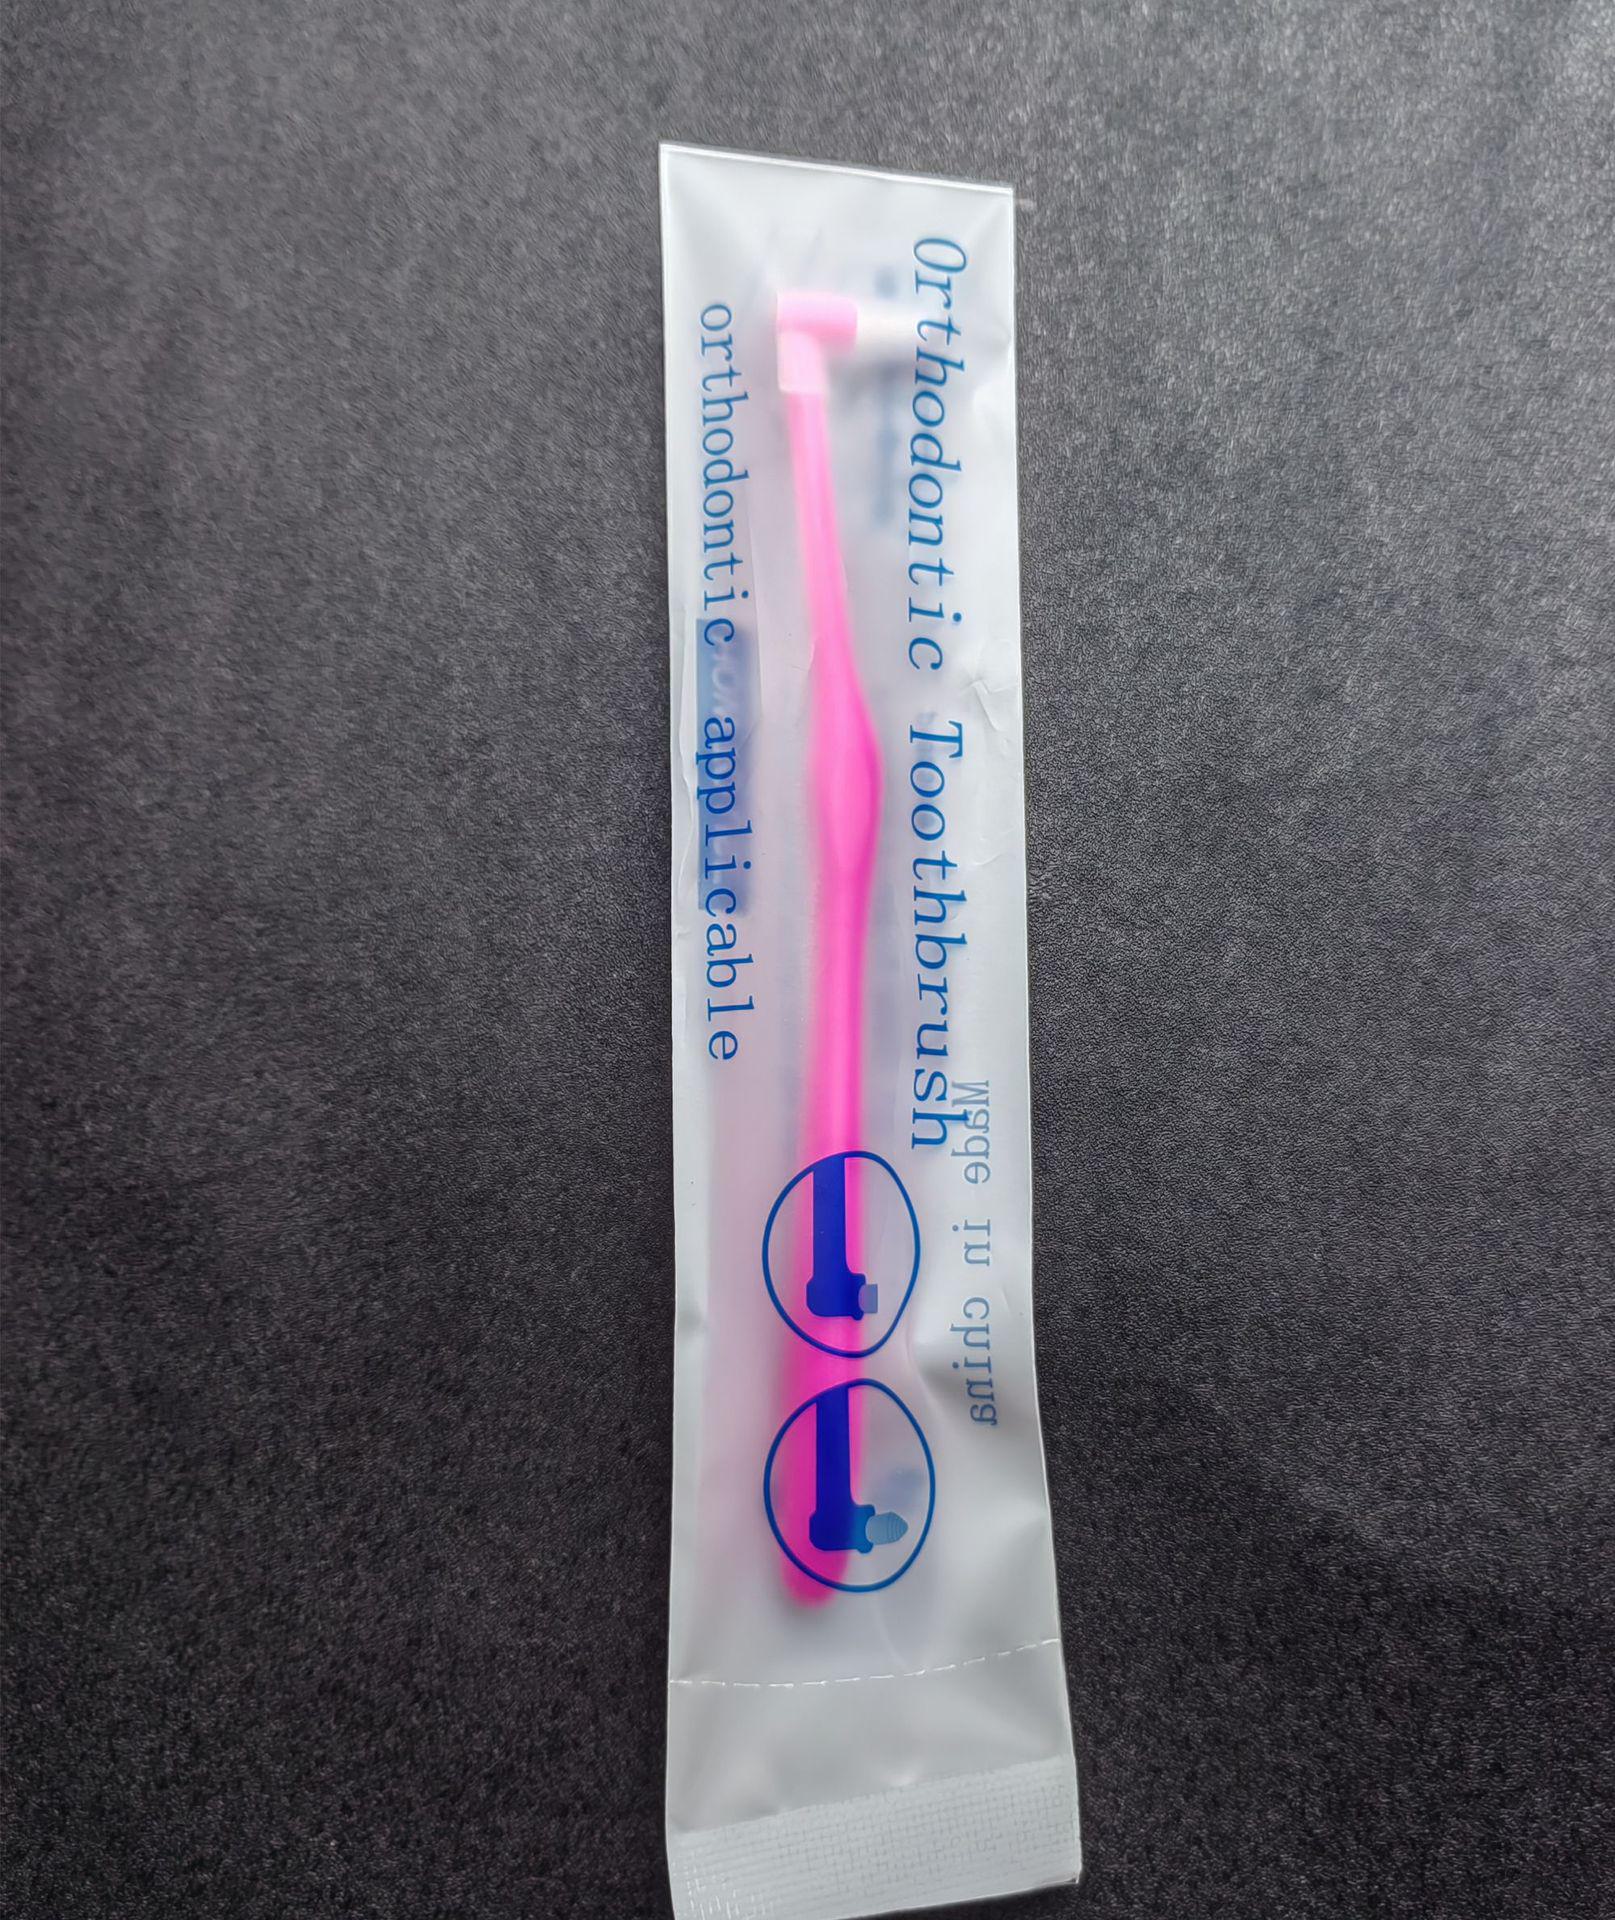 Orthodontic Toothbrush
orthodontic applicable
Made in china